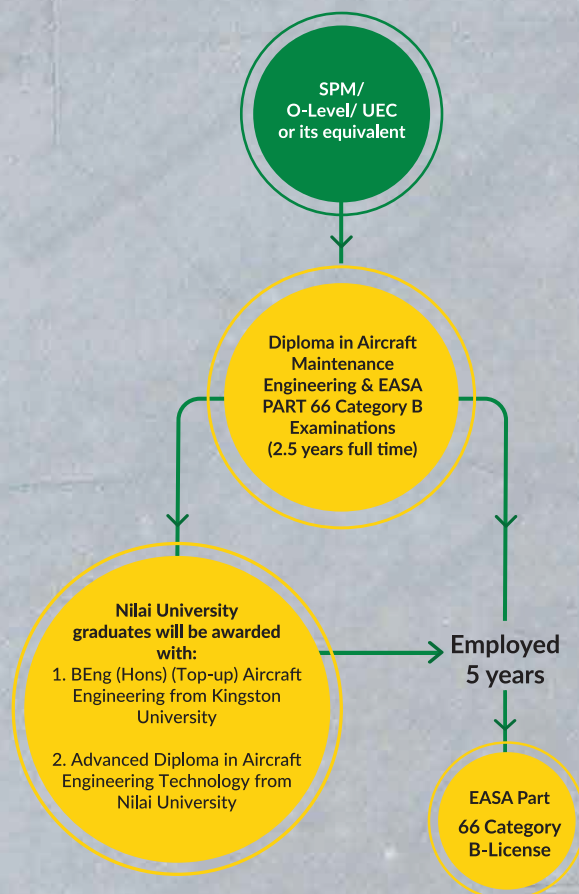 SPM/
O-Level/ UEC
or its equivalent
Diploma in Aircraft
Maintenance
Engineering & EASA
PART 66 Category B
Examinations
(2.5 years full time)
Nilai University
graduates will be awarded
with:
1. BEng (Hons) (Top-up) Aircraft
Engineering from Kingston
University
2. Advanced Diploma in Aircraft
Engineering Technology from
Nilai University
Employed
5 years
EASA Part
66 Category
B-License